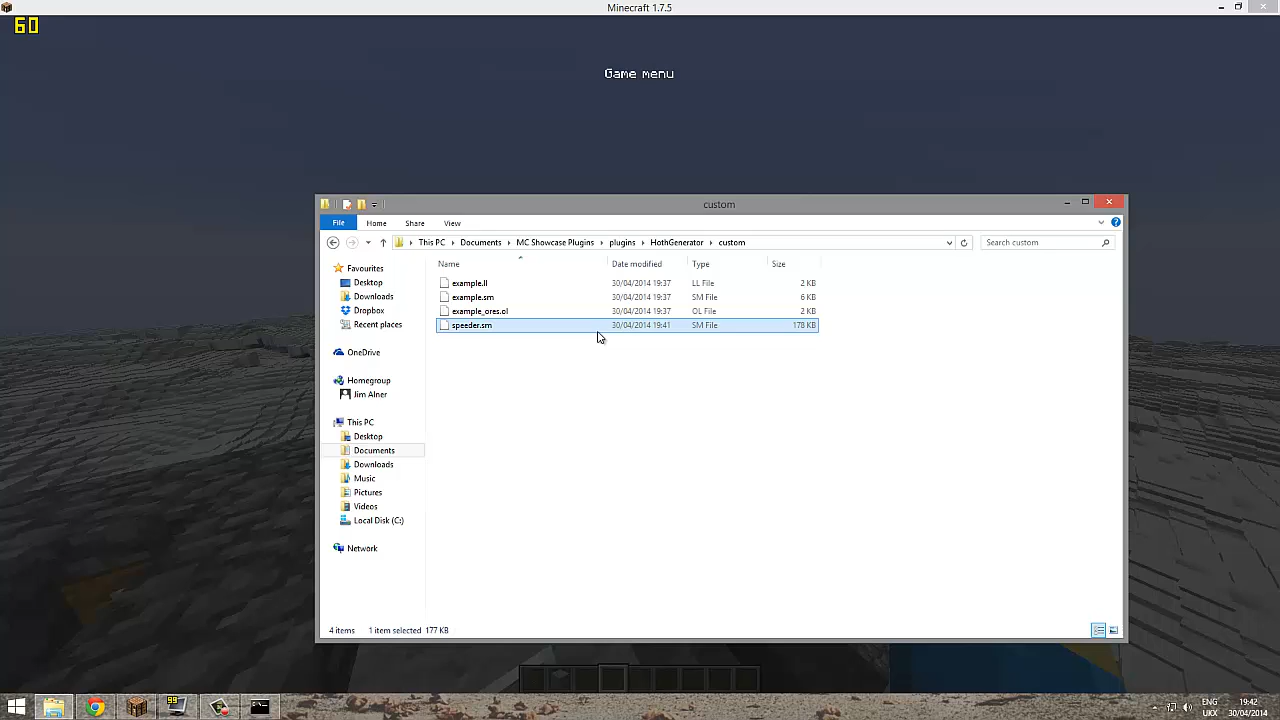 Minecraft 1.7.5
60
Game menu
custom
File Home Share View
This PC Documents MC Showcase Plugins plugins HothGenerator custom
Search custom
Name Date modified Type Size
example.ll 30/04/2014 19:37 LL File 2 KB
example.sm 30/04/2014 19:37 SM File 6 KB
example_ores.ol 30/04/2014 19:37 OL File 2 KB
speeder.sm 30/04/2014 19:41 SM File 178 KB
Favourites
Desktop
Downloads
Dropbox
Recent places
OneDrive
Homegroup
Jim Alner
This PC
Desktop
Documents
Downloads
Music
Pictures
Videos
Local Disk (C:)
Network
4 items 1 item selected 177 KB
99
ENG 19:42
UKX 30/04/2014